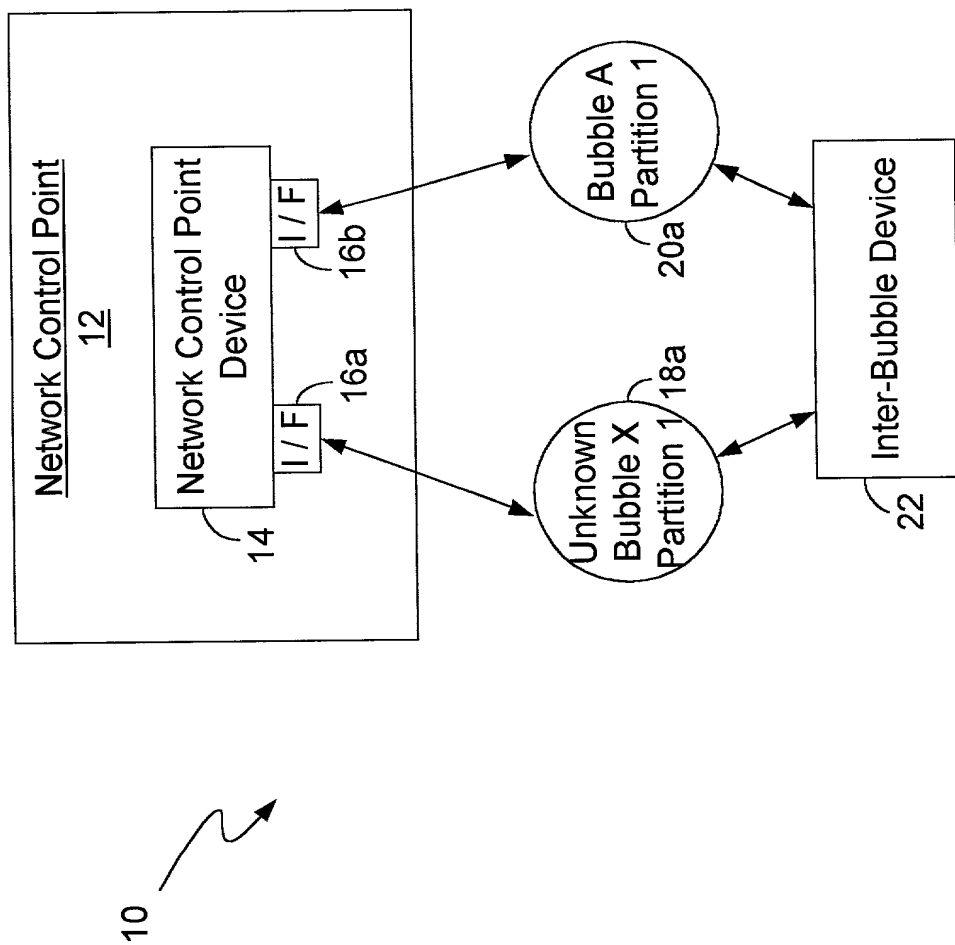 Network Control Point
12
Network Control Point
Device
14
I / F
I / F
16a
16b
Unknown
Bubble X
Partition 1
18a
Bubble A
Partition 1
20a
Inter-Bubble Device
22
10